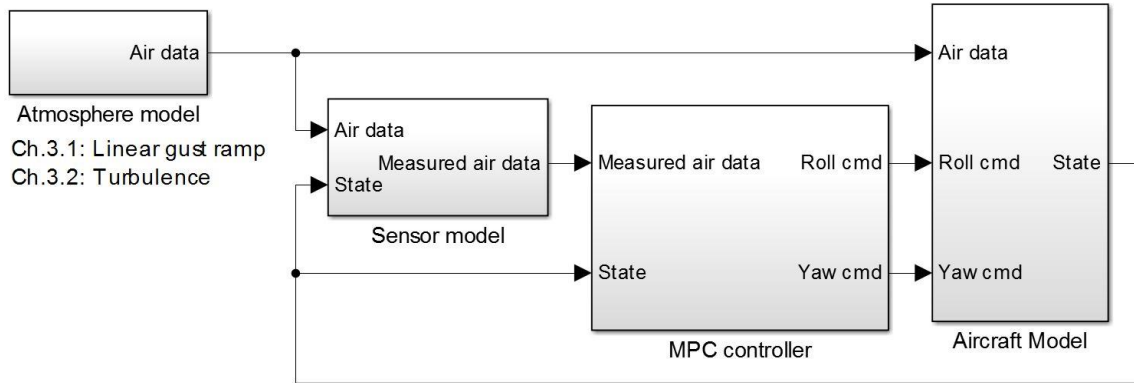 Air data
Atmosphere model
Ch.3.1: Linear gust ramp
Ch.3.2: Turbulence
Air data
Measured air data
State
Sensor model
Measured air data
Roll cmd
State
Yaw cmd
MPC controller
Air data
Roll cmd
State
Yaw cmd
Aircraft Model